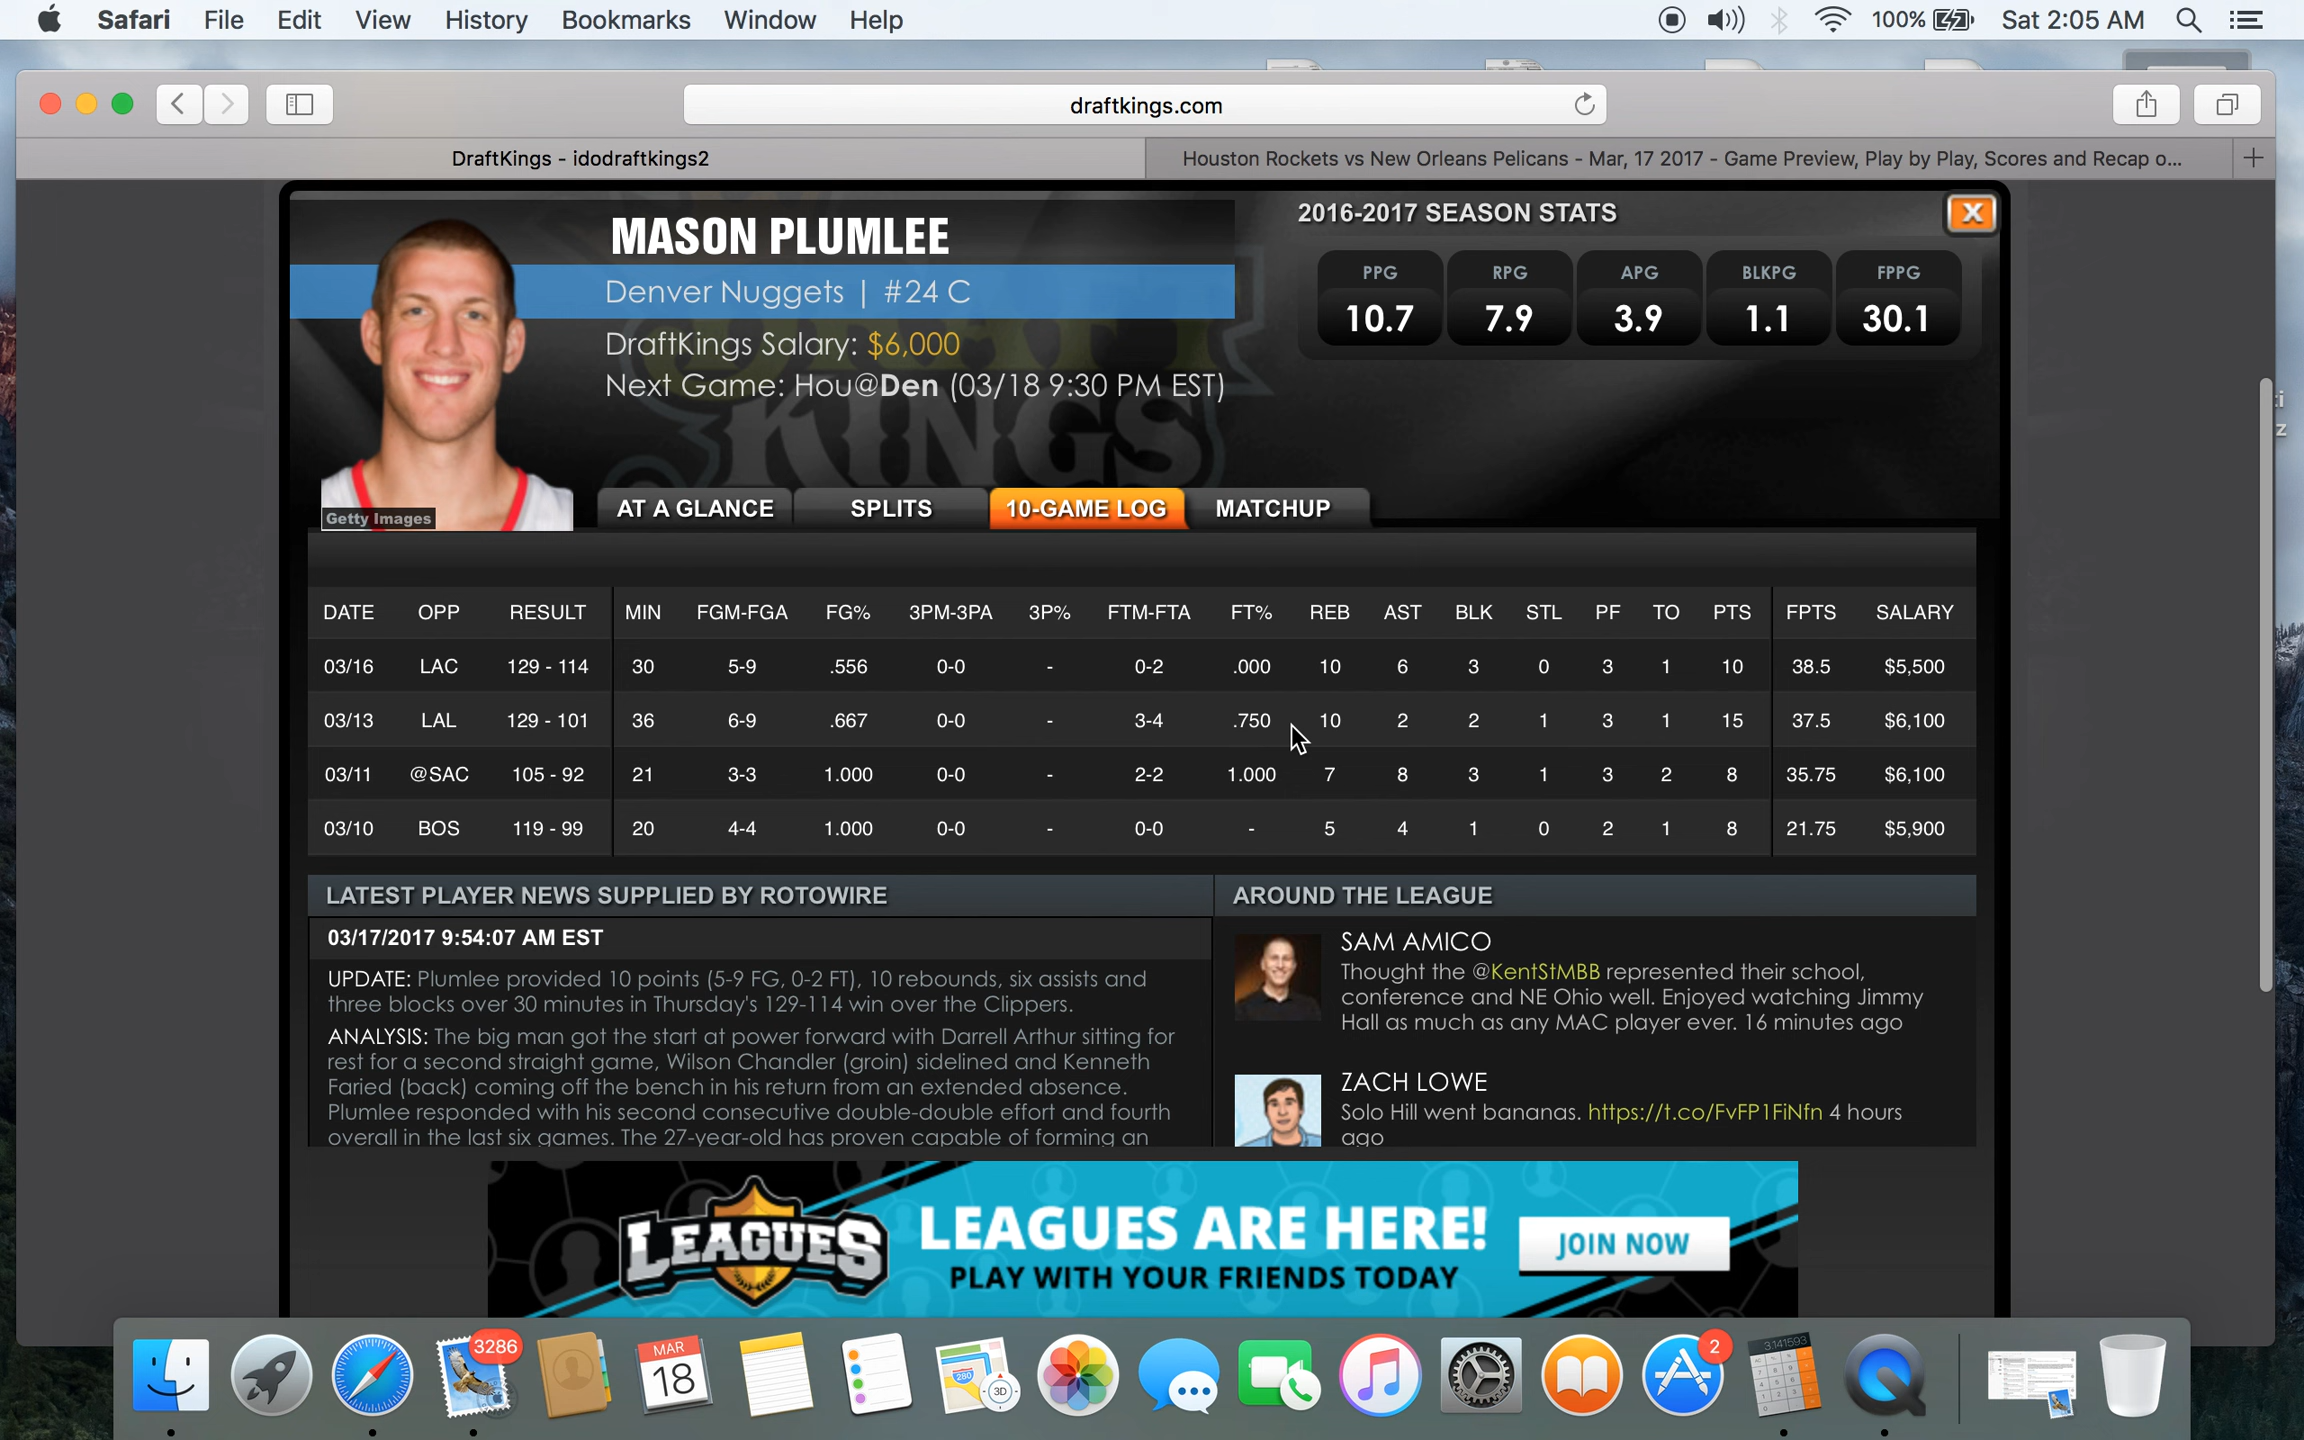 Safari File Edit View History Bookmarks Window Help 100% Sat 2:05 AM
draftkings.com
DraftKings - idodraftkings2 Houston Rockets vs New Orleans Pelicans - Mar, 17 2017 - Game Preview, Play by Play, Scores and Recap o...
MASON PLUMLEE
Denver Nuggets | #24 C
DraftKings Salary: $6,000
Next Game: Hou@Den (03/18 9:30 PM EST)
KINGS
Getty Images
2016-2017 SEASON STATS
X
PPG RPG APG BLKPG FPPG
10.7 7.9 3.9 1.1 30.1
AT A GLANCE SPLITS 10-GAME LOG MATCHUP
DATE OPP RESULT MIN FGM-FGA FG% 3PM-3PA 3P% FTM-FTA FT% REB AST BLK STL PF TO PTS FPTS SALARY
03/16 LAC 129 - 114 30 5-9 .556 0-0 - 0-2 .000 10 6 3 0 3 1 10 38.5 $5,500
03/13 LAL 129 - 101 36 6-9 .667 0-0 - 3-4 .750 10 2 2 1 3 1 15 37.5 $6,100
03/11 @SAC 105 - 92 21 3-3 1.000 0-0 - 2-2 1.000 7 8 3 1 3 2 8 35.75 $6,100
03/10 BOS 119 - 99 20 4-4 1.000 0-0 - 0-0 - 5 4 1 0 2 1 8 21.75 $5,900
LATEST PLAYER NEWS SUPPLIED BY ROTOWIRE
03/17/2017 9:54:07 AM EST
UPDATE: Plumlee provided 10 points (5-9 FG, 0-2 FT), 10 rebounds, six assists and
three blocks over 30 minutes in Thursday's 129-114 win over the Clippers.
ANALYSIS: The big man got the start at power forward with Darrell Arthur sitting for
rest for a second straight game, Wilson Chandler (groin) sidelined and Kenneth
Faried (back) coming off the bench in his return from an extended absence.
Plumlee responded with his second consecutive double-double effort and fourth
overall in the last six games. The 27-year-old has proven capable of forming an
AROUND THE LEAGUE
SAM AMICO
Thought the @KentStMBB represented their school,
conference and NE Ohio well. Enjoyed watching Jimmy
Hall as much as any MAC player ever. 16 minutes ago
ZACH LOWE
Solo Hill went bananas. https://t.co/FvFP1FiNfn 4 hours
ago
LEAGUES
LEAGUES ARE HERE!
PLAY WITH YOUR FRIENDS TODAY
JOIN NOW
3286
MAR
18
280
3D
2
3.141593